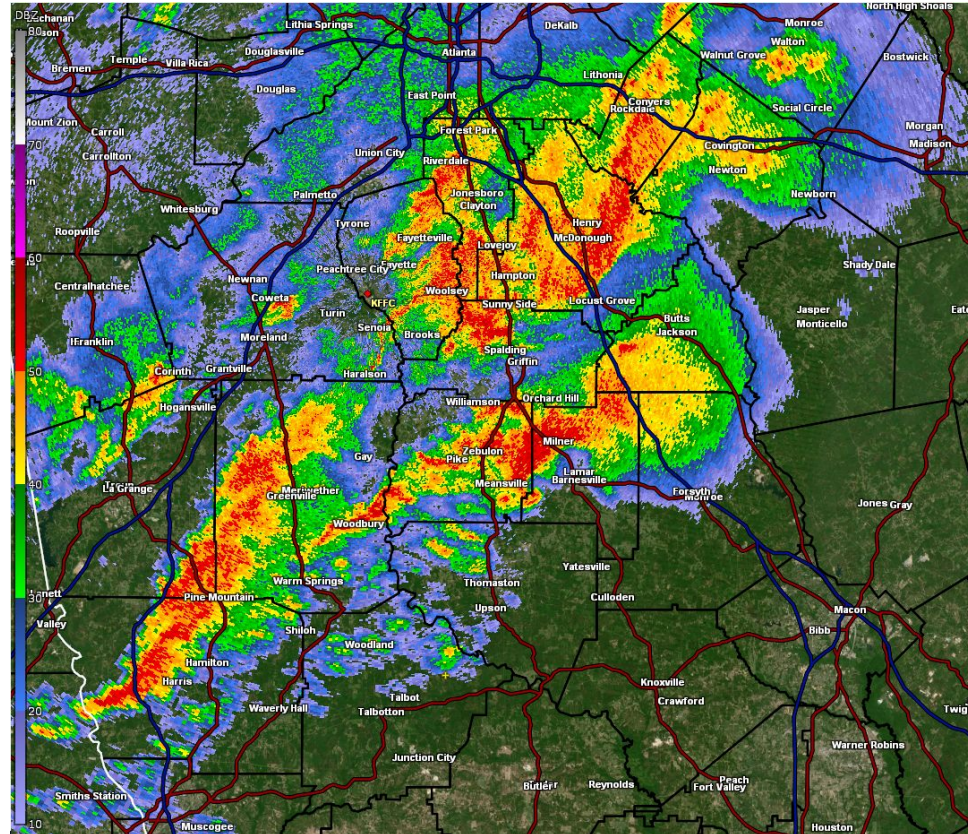 DBZ
80
North High Shoals
Lithia Springs
DeKalb
Monroe
Walton
Walnut Grove
Bostwick
Douglasville
Atlanta
Temple
Villa Rica
Bremen
Lithonia
Douglas
East Point
Conyers
Rockdale
Social Circle
Mount Zion
Carroll
Forest Park
Morgan
Madison
70
Carrollton
Union City
Covington
Riverdale
Newton
Palmetto
Jonesboro
Clayton
Newborn
Whitesburg
Tyrone
Henry
Roopville
Fayetteville
McDonough
Lovejoy
60
Peachtree City
Fayette
Shady Dale
Newnan
Hampton
Centralhatchee
Woolsey
Coweta
KFFC
Sunny Side
Locust Grove
Turin
Jasper
Monticello
Butts
Jackson
Senoia
Brooks
Moreland
Franklin
Spalding
Griffin
50
Corinth
Grantville
Haralson
Hogansville
Williamson
Orchard Hill
Milner
Zebulon
Gay
Pike
Lamar
Barnesville
40
La Grange
Meriwether
Greenville
Meansville
Forsyth
Monroe
Jones
Gray
Woodbury
Yatesville
Warm Springs
Thomaston
30
Pine Mountain
Culloden
Upson
Macon
Valley
Shiloh
Bibb
Woodland
Hamilton
Harris
Knoxville
Crawford
Talbot
Waverly Hall
Talbotton
20
Warner Robins
Junction City
Peach
Fort Valley
Butler
Reynolds
Smiths Station
10
Muscogee
Houston